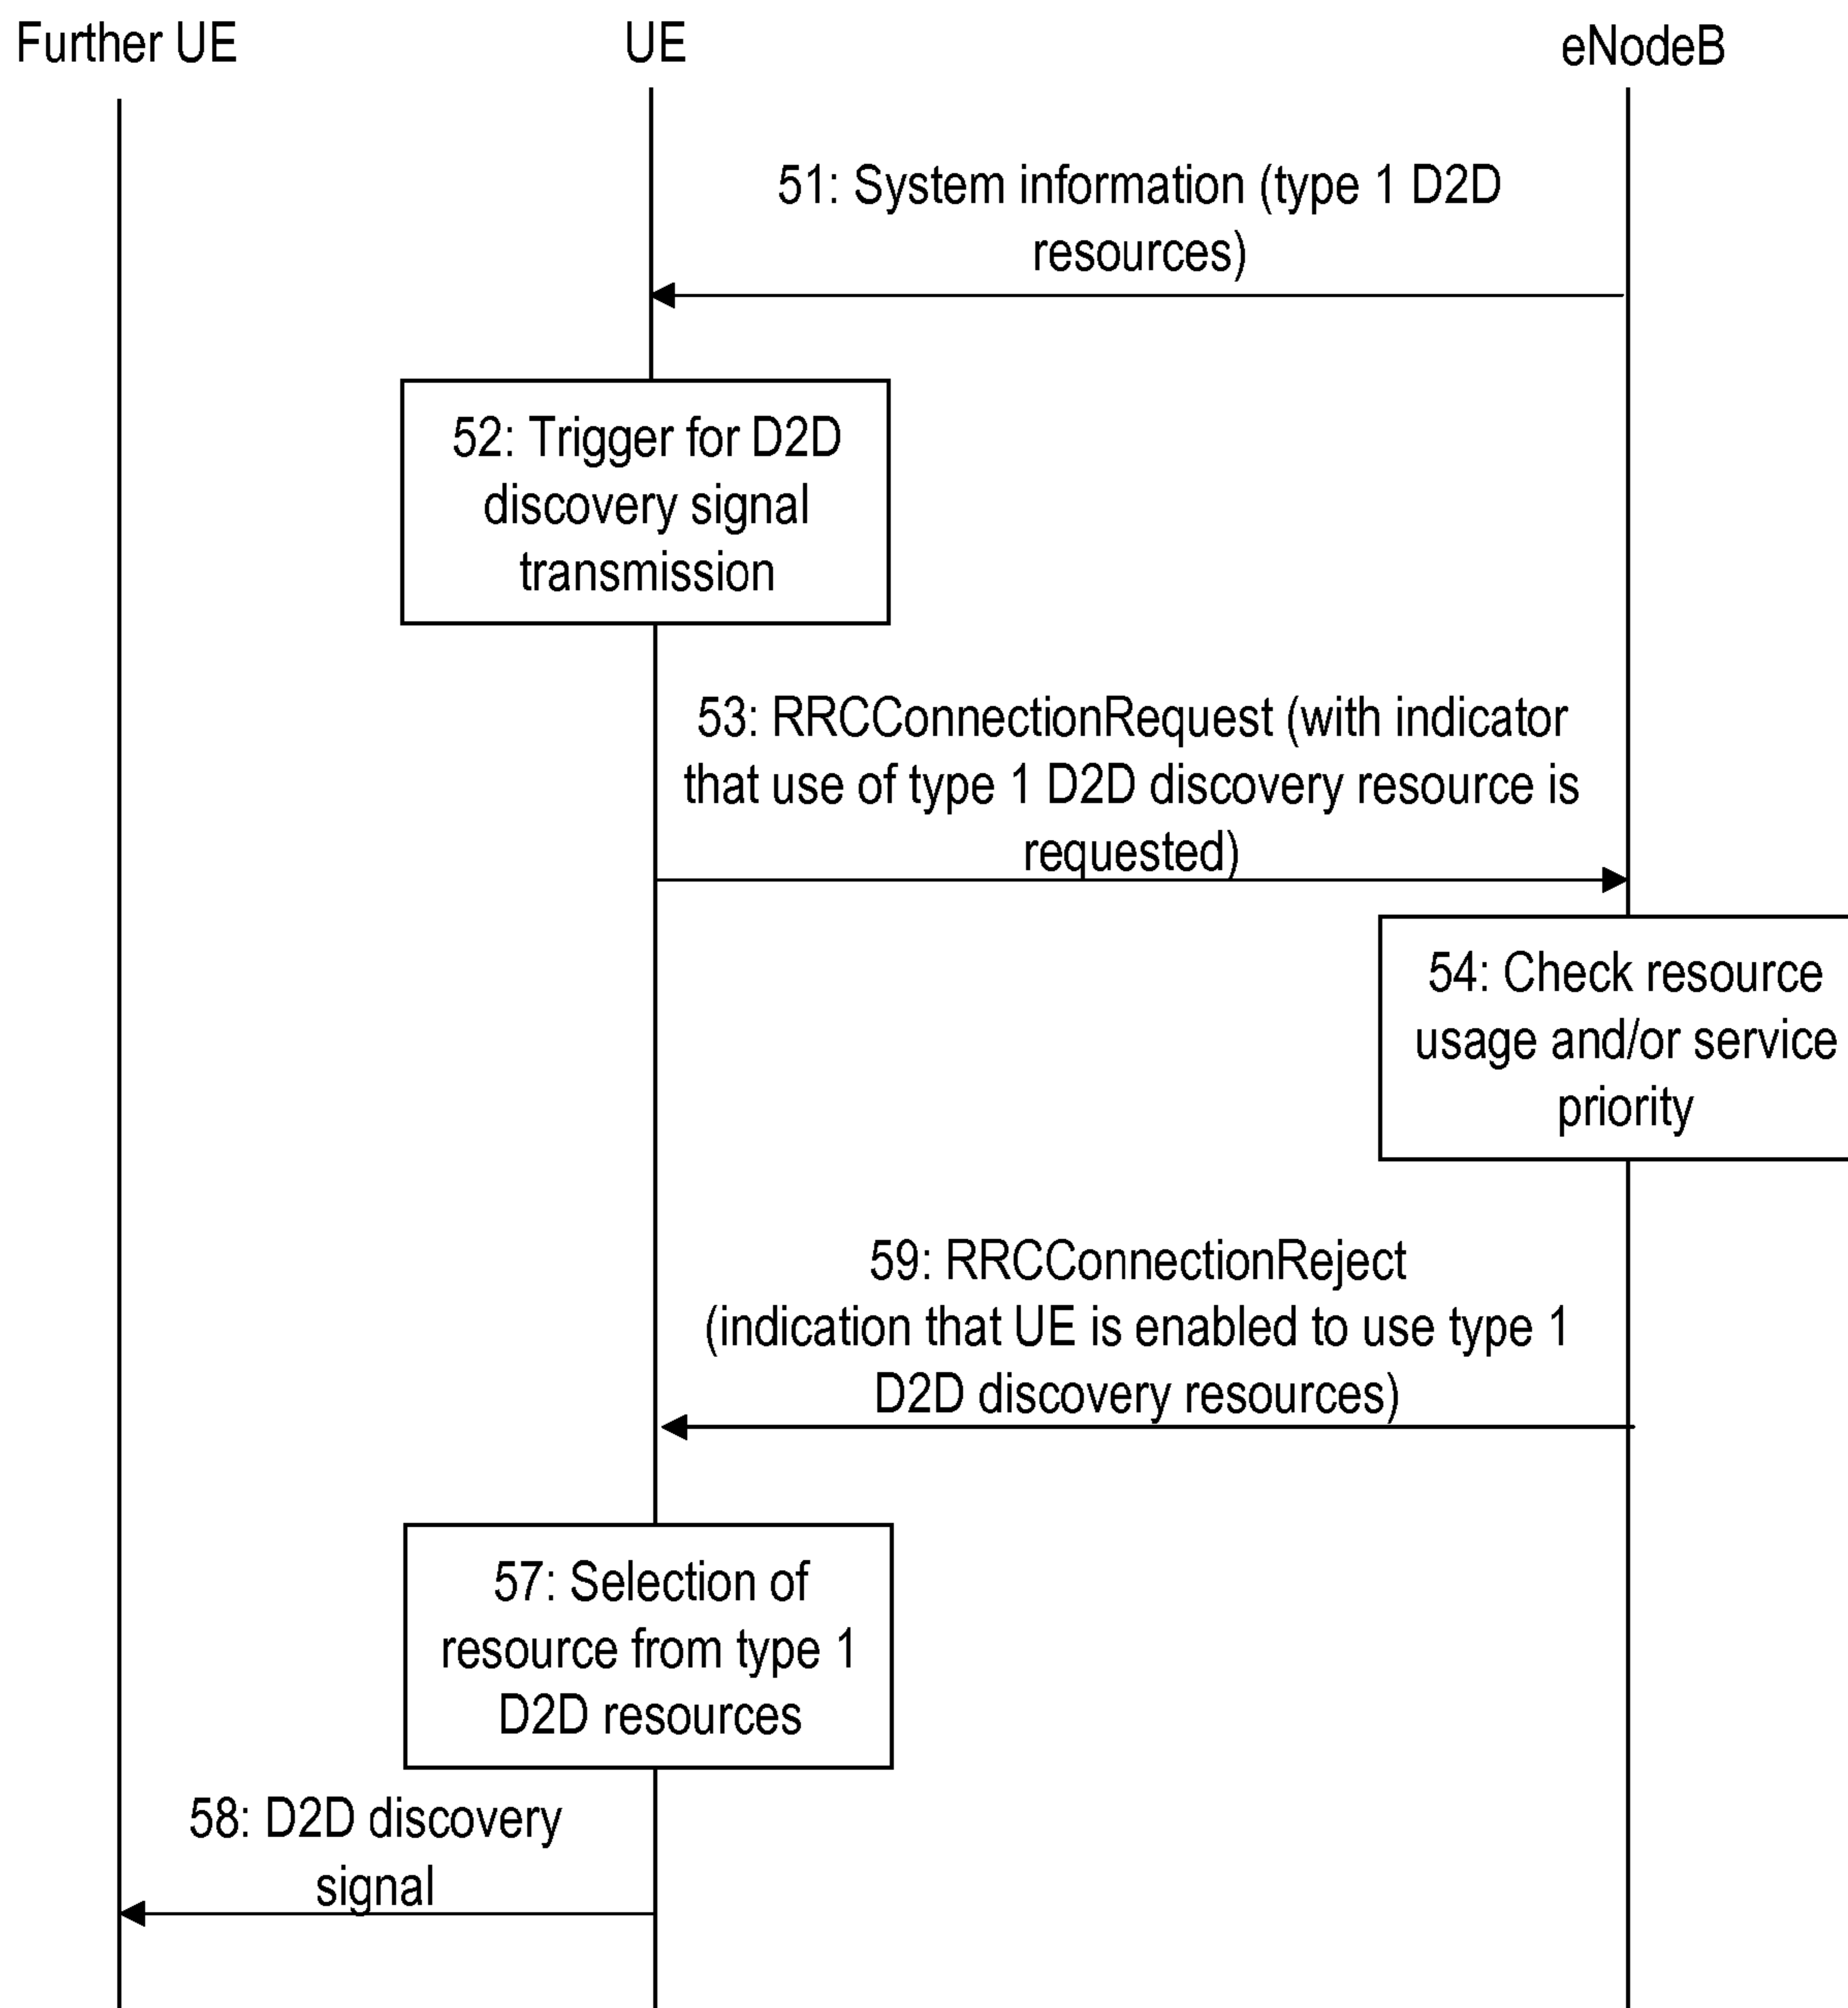 Further UE
UE
eNodeB
51: System information (type 1 D2D
resources)
52: Trigger for D2D
discovery signal
transmission
53: RRCConnectionRequest (with indicator
that use of type 1 D2D discovery resource is
requested)
54: Check resource
usage and/or service
priority
59: RRCConnectionReject
(indication that UE is enabled to use type 1
D2D discovery resources)
57: Selection of
resource from type 1
D2D resources
58: D2D discovery
signal